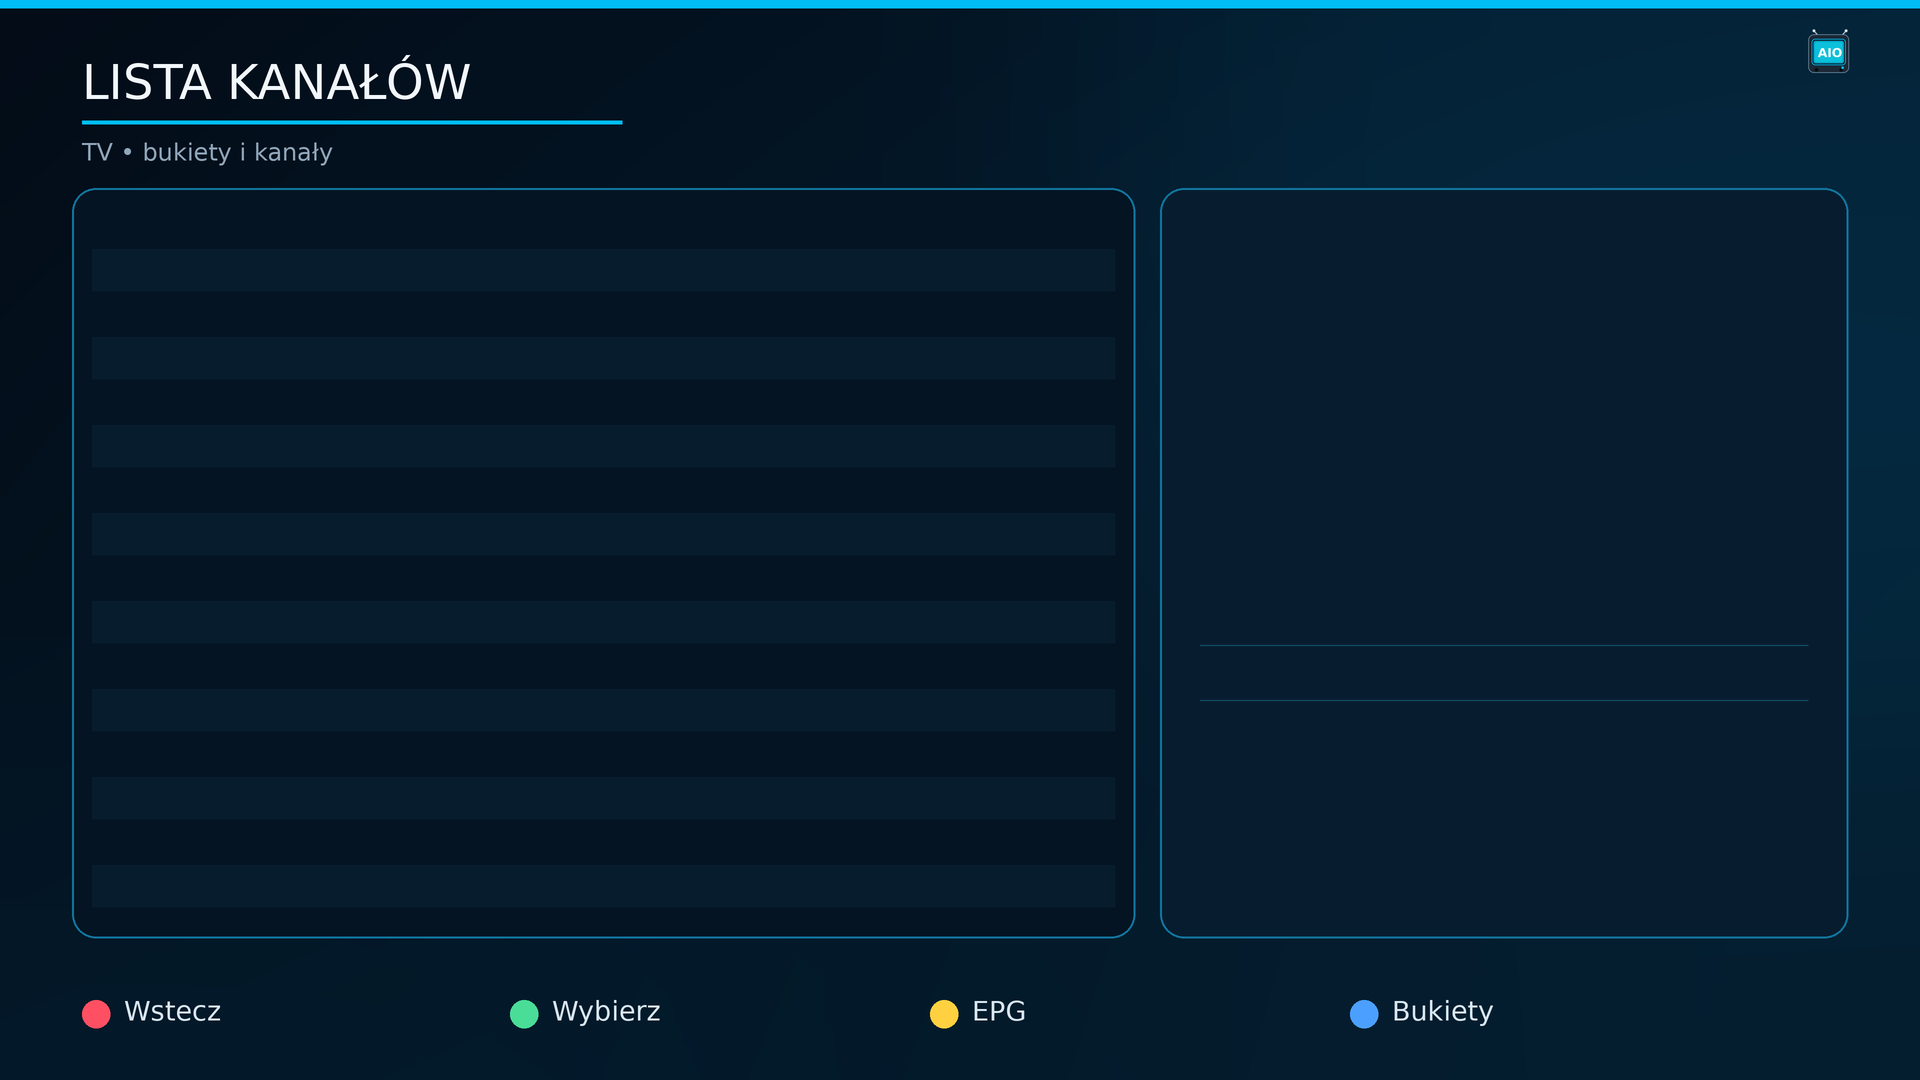 AIO
LISTA KANAŁÓW
TV • bukiety i kanały
Wstecz
Wybierz
EPG
Bukiety